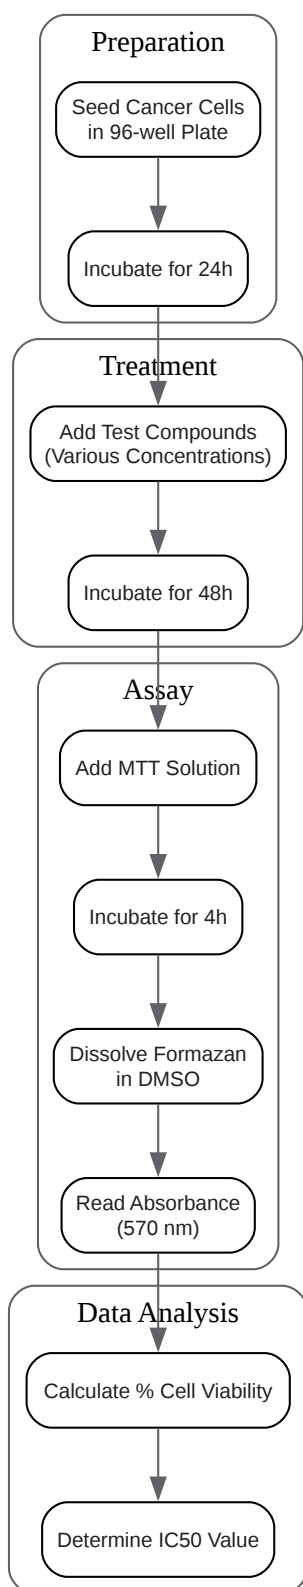 Preparation
Seed Cancer Cells
in 96-well Plate
Incubate for 24h
Treatment
Add Test Compounds
(Various Concentrations)
Incubate for 48h
Assay
Add MTT Solution
Incubate for 4h
Dissolve Formazan
in DMSO
Read Absorbance
(570 nm)
Data Analysis
Calculate % Cell Viability
Determine IC50 Value